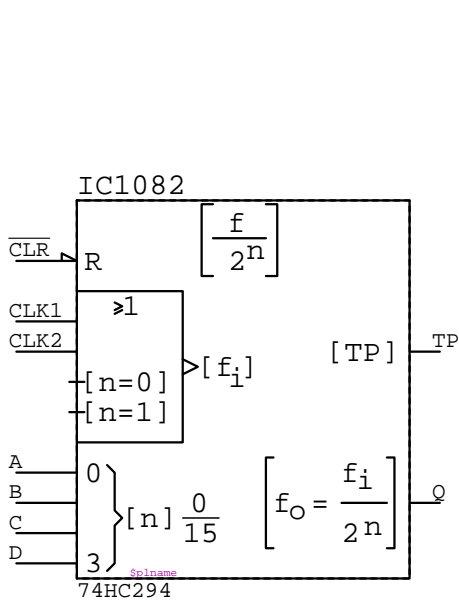 IC1082
f
2n
CLR
R
CLK1
≥1
CLK2
[TP]
TP
[fi]
[n=0]
[n=1]
A
0
B
C
D
3
[n] 0
15
fo = fi
2n
Q
$plname
74HC294